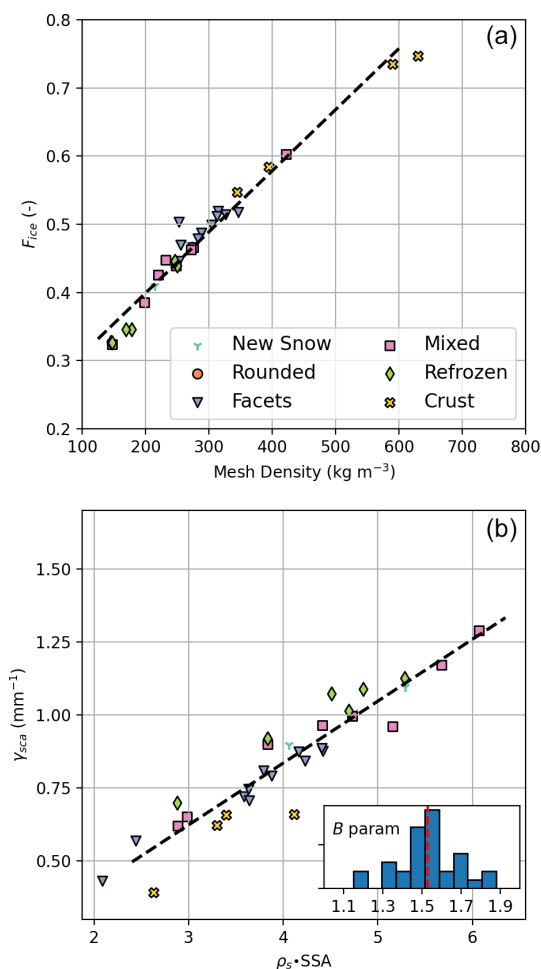 (a)
0.8
0.7
0.6
0.5
0.4
0.3
0.2
F_ice (-)
New Snow
Rounded
Facets
Mixed
Refrozen
Crust
100 200 300 400 500 600 700 800
Mesh Density (kg m⁻³)
(b)
1.50
1.25
1.00
0.75
0.50
γ_sca (mm⁻¹)
B param
1.1 1.3 1.5 1.7 1.9
2 3 4 5 6
ρ_s•SSA